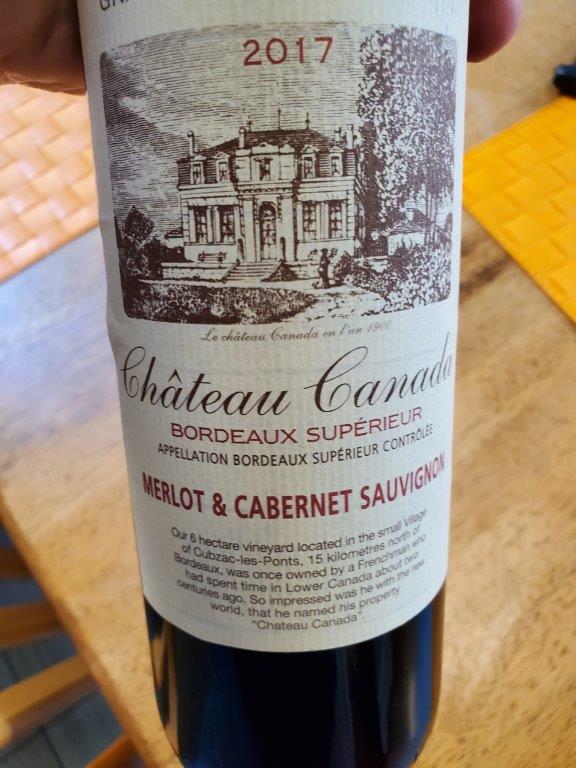 2017
Le château Canada en l'an 1900
Château Canada
BORDEAUX SUPÉRIEUR
APPELLATION BORDEAUX SUPÉRIEUR CONTRÔLÉE
MERLOT & CABERNET SAUVIGNON
Our 6 hectare vineyard located in the small Village
of Cubzac-les-Ponts, 15 kilometres north of
Bordeaux, was once owned by a Frenchman who
had spent time in Lower Canada about two
centuries ago. So impressed was he with the new
world, that he named his property
"Chateau Canada".